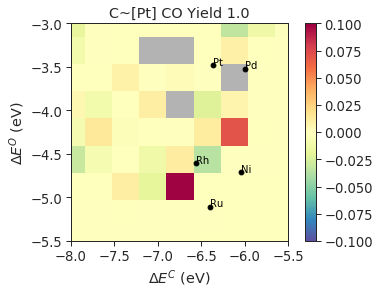 C~[Pt] CO Yield 1.0
ΔE^O (eV)
−3.0
−3.5
−4.0
−4.5
−5.0
−5.5
Pt
Pd
Rh
Ni
Ru
−8.0 −7.5 −7.0 −6.5 −6.0 −5.5
ΔE^C (eV)
0.100
0.075
0.050
0.025
0.000
−0.025
−0.050
−0.075
−0.100